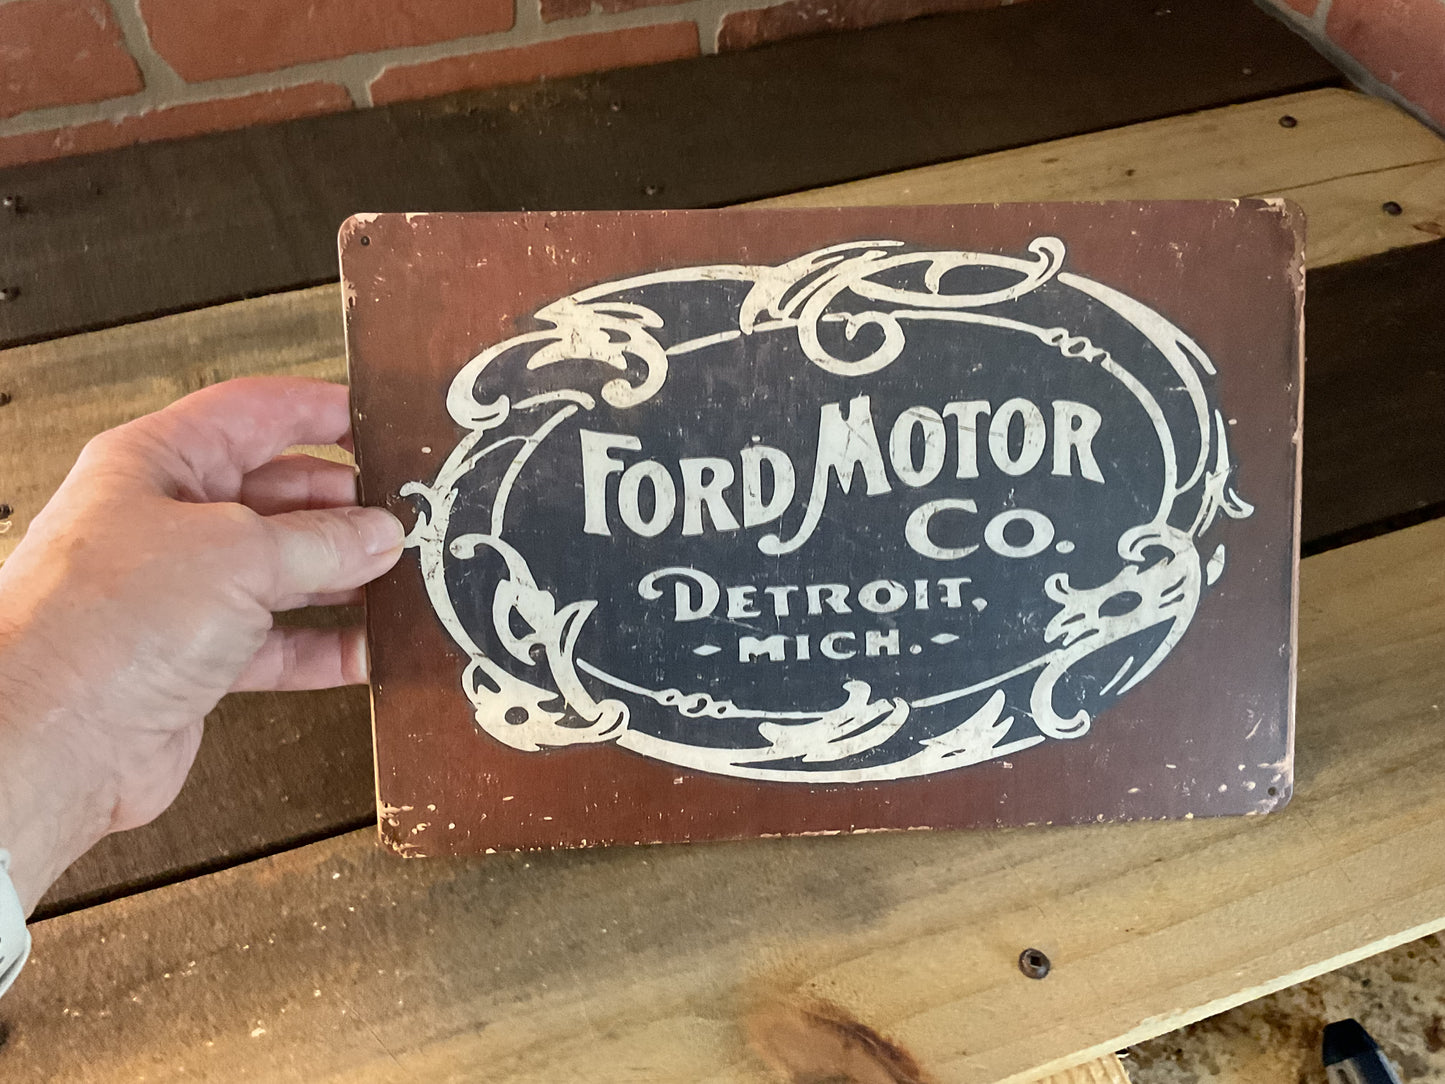 FORD MOTOR
CO.
DETROIT,
- MICH. -